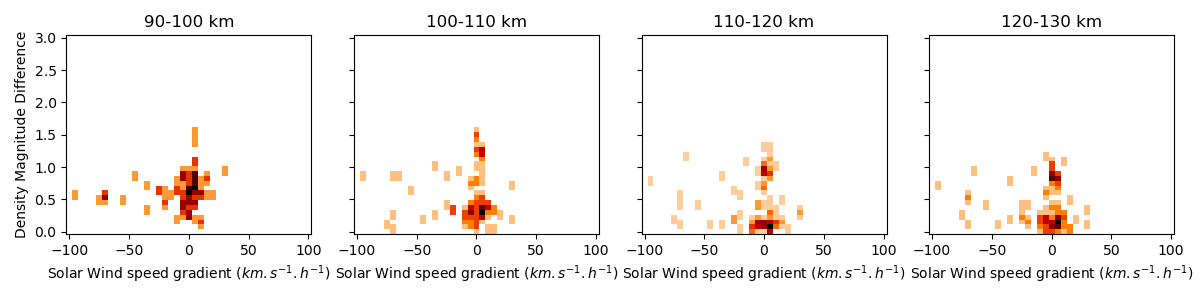 90-100 km 100-110 km 110-120 km 120-130 km
Density Magnitude Difference
3.0
2.5
2.0
1.5
1.0
0.5
0.0
−100 −50 0 50 100 −100 −50 0 50 100 −100 −50 0 50 100 −100 −50 0 50 100
Solar Wind speed gradient (km.s⁻¹.h⁻¹) Solar Wind speed gradient (km.s⁻¹.h⁻¹) Solar Wind speed gradient (km.s⁻¹.h⁻¹) Solar Wind speed gradient (km.s⁻¹.h⁻¹)